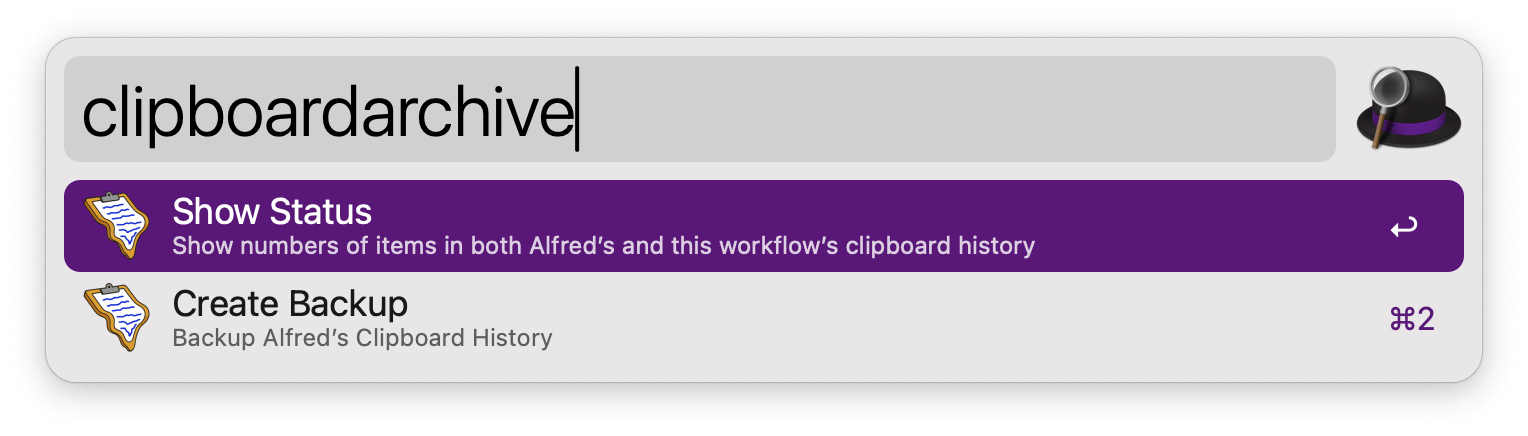 clipboardarchive
Show Status
Show numbers of items in both Alfred’s and this workflow’s clipboard history
↩
Create Backup
Backup Alfred’s Clipboard History
⌘2